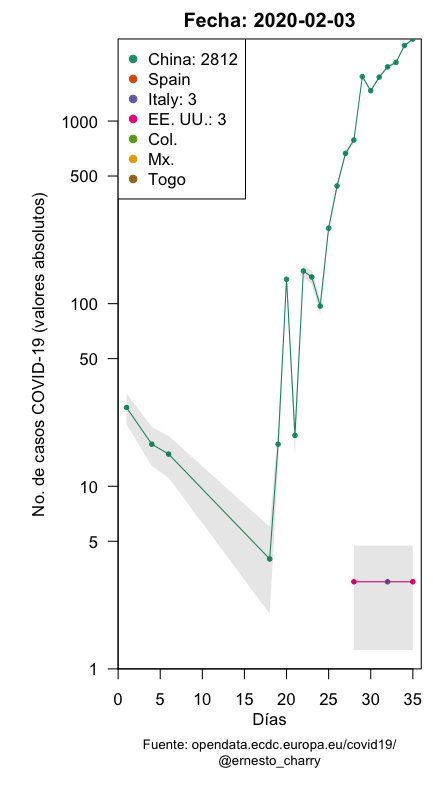 Fecha: 2020-02-03
China: 2812
Spain
Italy: 3
EE. UU.: 3
Col.
Mx.
Togo
No. de casos COVID-19 (valores absolutos)
1000
500
100
50
10
5
1
0 5 10 15 20 25 30 35
Días
Fuente: opendata.ecdc.europa.eu/covid19/
@ernesto_charry